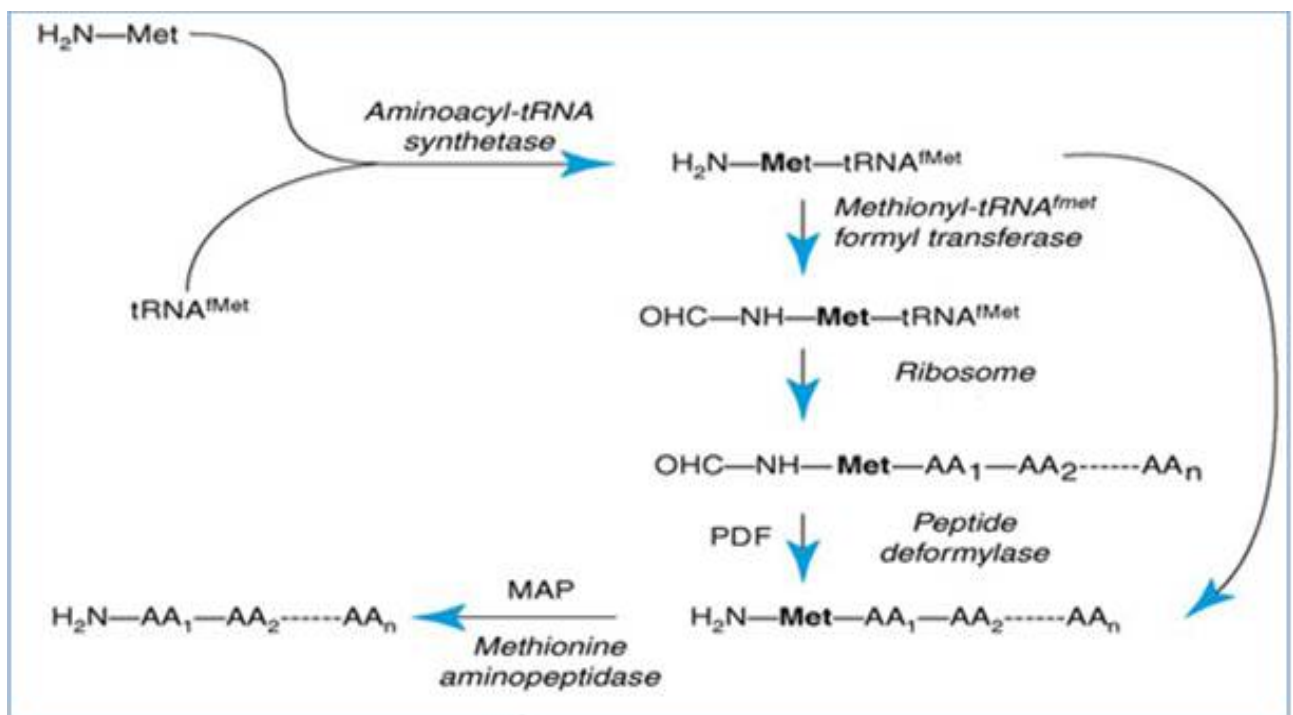 H₂N—Met
Aminoacyl-tRNA
synthetase
H₂N—Met—tRNAᶠᴹᵉᵗ
Methionyl-tRNAᶠᵐᵉᵗ
formyl transferase
tRNAᶠᴹᵉᵗ
OHC—NH—Met—tRNAᶠᴹᵉᵗ
Ribosome
OHC—NH—Met—AA₁—AA₂------AAₙ
PDF
Peptide
deformylase
H₂N—Met—AA₁—AA₂------AAₙ
MAP
Methionine
aminopeptidase
H₂N—AA₁—AA₂------AAₙ